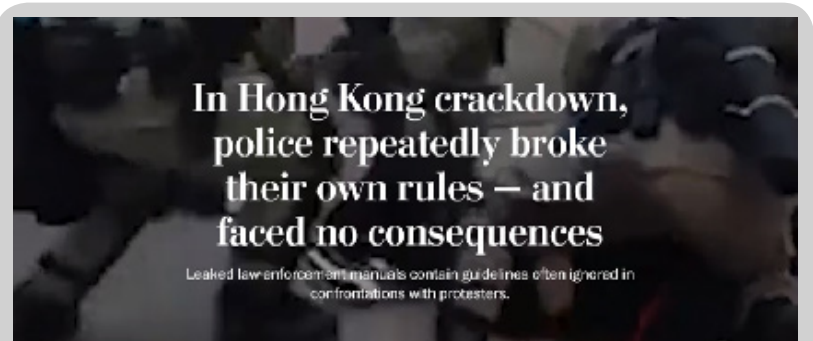 In Hong Kong crackdown,
police repeatedly broke
their own rules — and
faced no consequences
Leaked law-enforcement manuals contain guidelines often ignored in
confrontations with protesters.